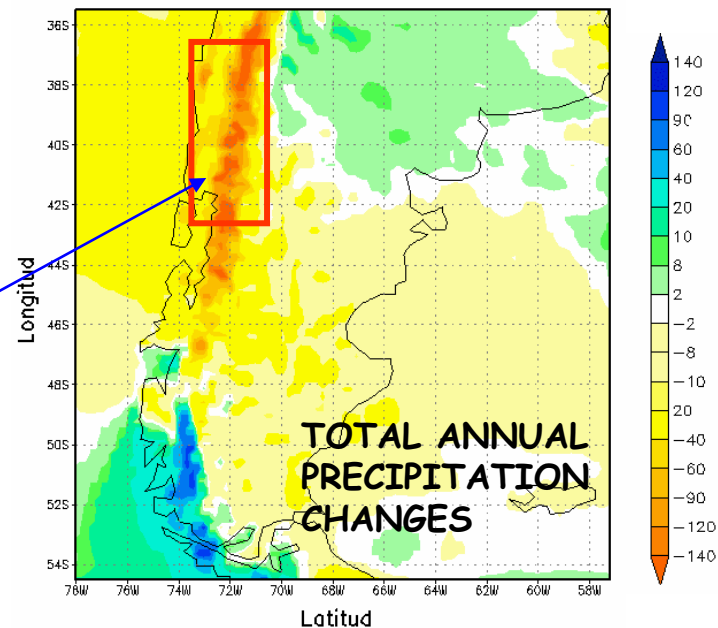 36S
38S
40S
42S
44S
46S
48S
50S
52S
54S
Longitud
TOTAL ANNUAL
PRECIPITATION
CHANGES
78W 76W 74W 72W 70W 68W 66W 64W 62W 60W 58W
Latitud
140
120
90
60
40
20
10
8
2
-2
-8
-10
20
-40
-60
-90
-120
-140